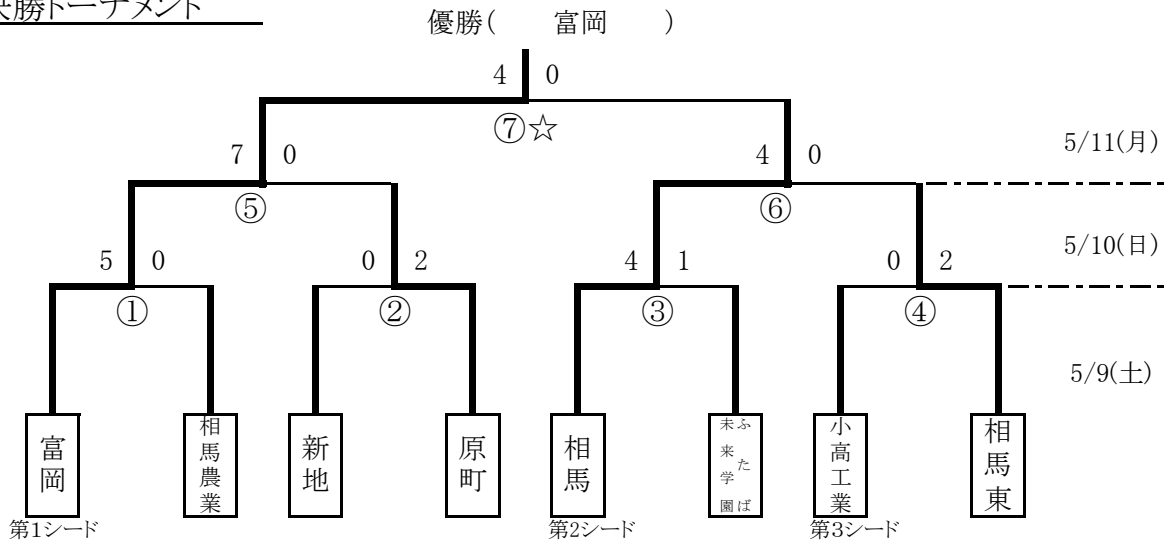 決勝トーナメント
優勝( 富岡 )
4 0
⑦☆
5/11(月)
7 0
4 0
⑤
⑥
5/10(日)
5 0
0 2
4 1
0 2
①
②
③
④
5/9(土)
富岡
相馬農業
新地
原町
相馬
ふたば
未来学園
小高工業
相馬東
第1シード
第2シード
第3シード